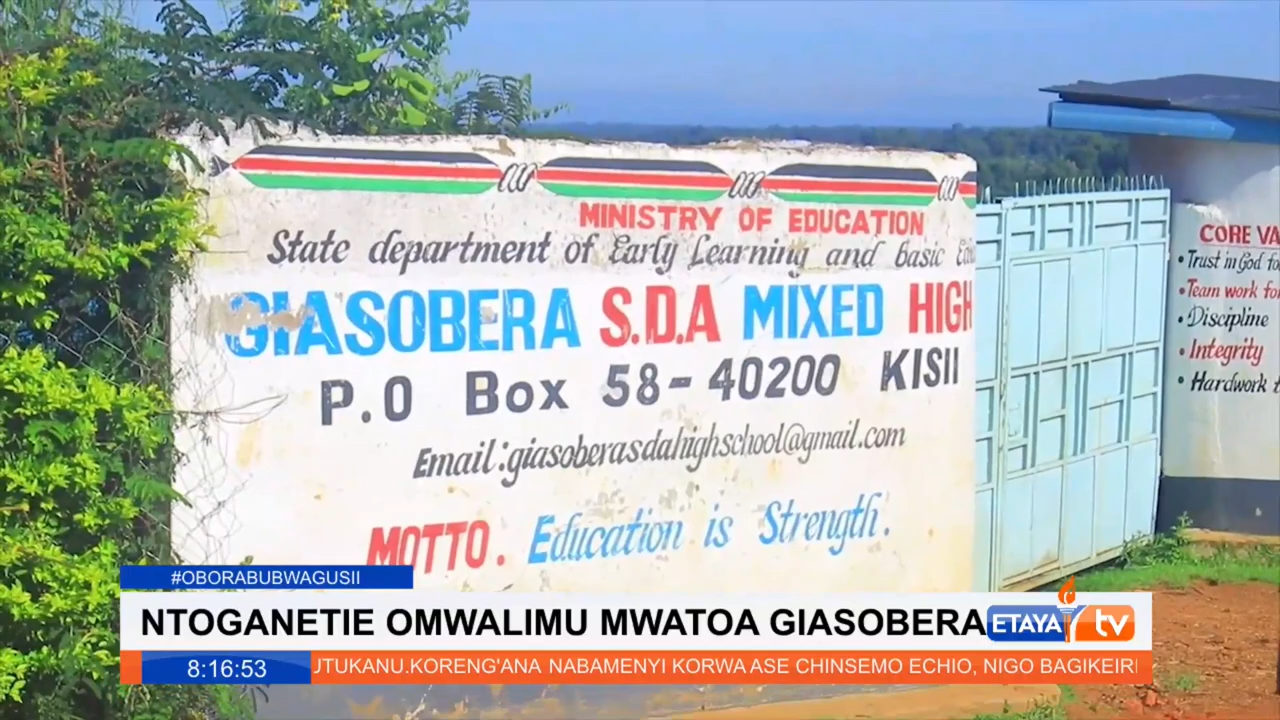 MINISTRY OF EDUCATION
State department of Early Learning and basic
GIASOBERA S.D.A MIXED HIGH
P.O Box 58-40200 KISII
Email:giasoberasdahighschool@gmail.com
MOTTO. Education is Strength.
CORE VA
• Trust in God fo
• Team work for
• Discipline
• Integrity
• Hardwork
#OBORABUBWAGUSII
NTOGANETIE OMWALIMU MWATOA GIASOBERA
ETAYA tv
8:16:53
JTUKANU.KORENG'ANA NABAMENYI KORWA ASE CHINSEMO ECHIO, NIGO BAGIKEIRI